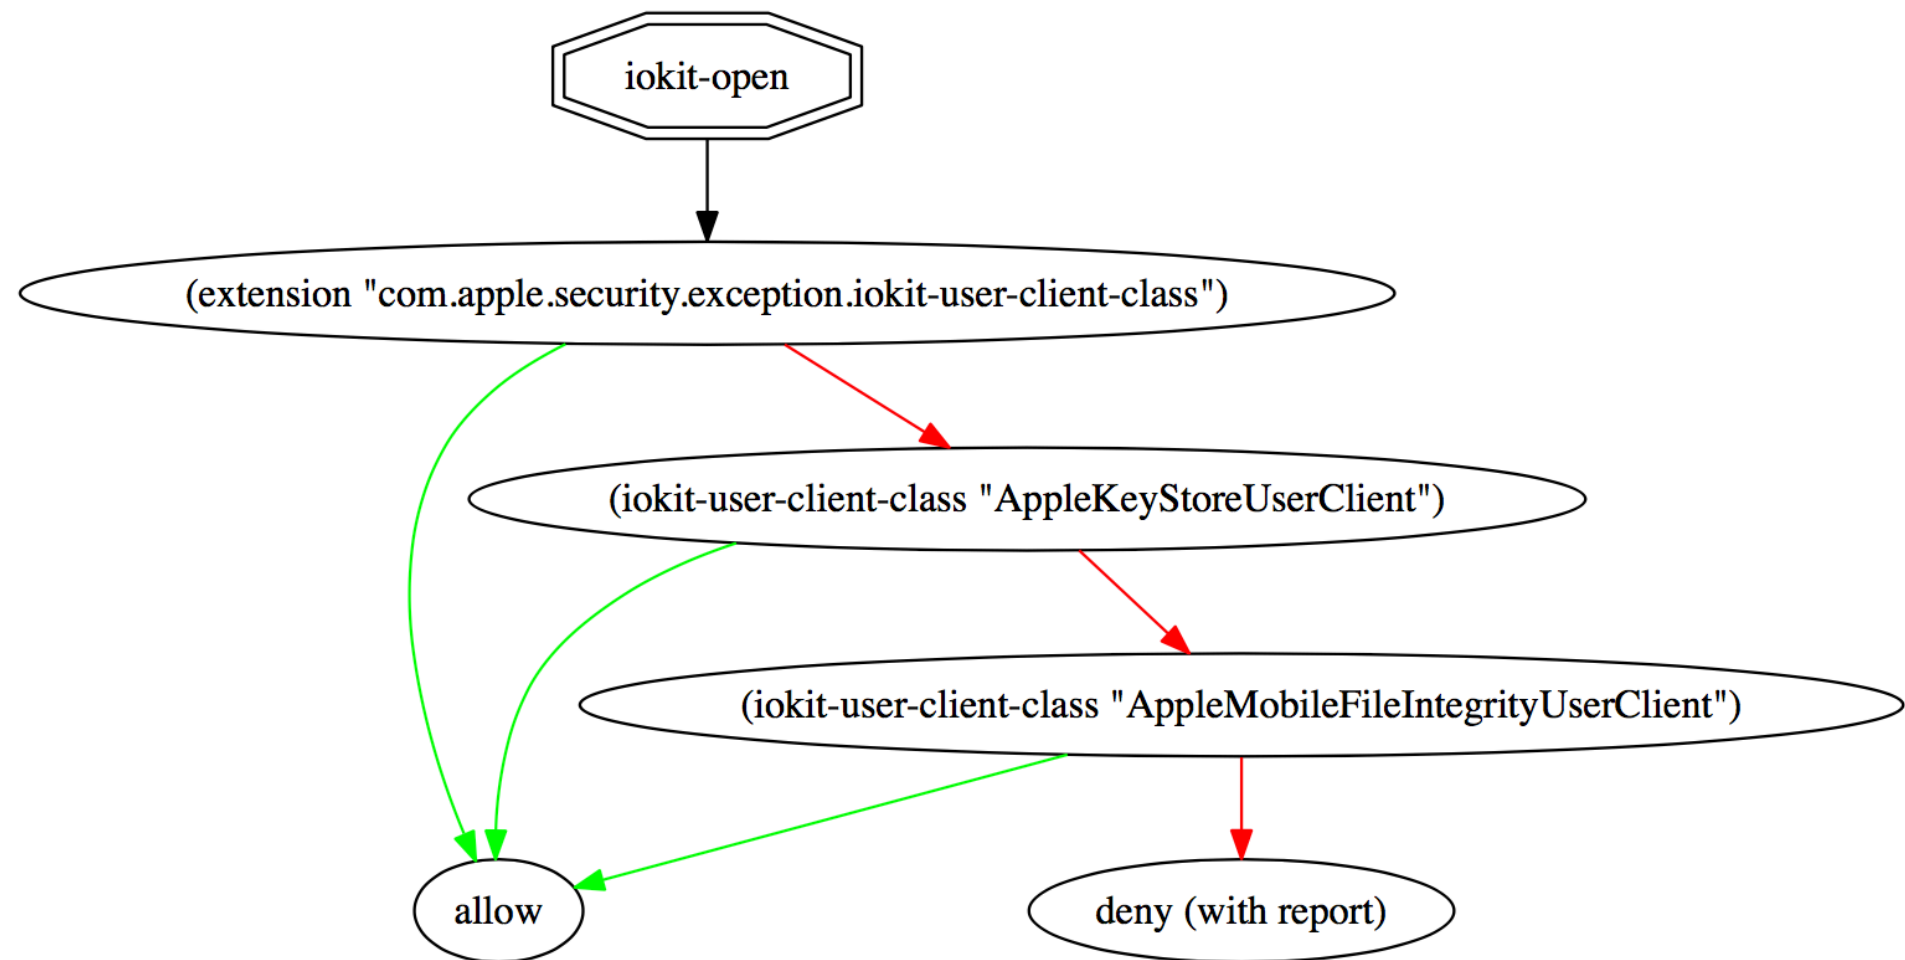 iokit-open
(extension "com.apple.security.exception.iokit-user-client-class")
(iokit-user-client-class "AppleKeyStoreUserClient")
(iokit-user-client-class "AppleMobileFileIntegrityUserClient")
allow
deny (with report)